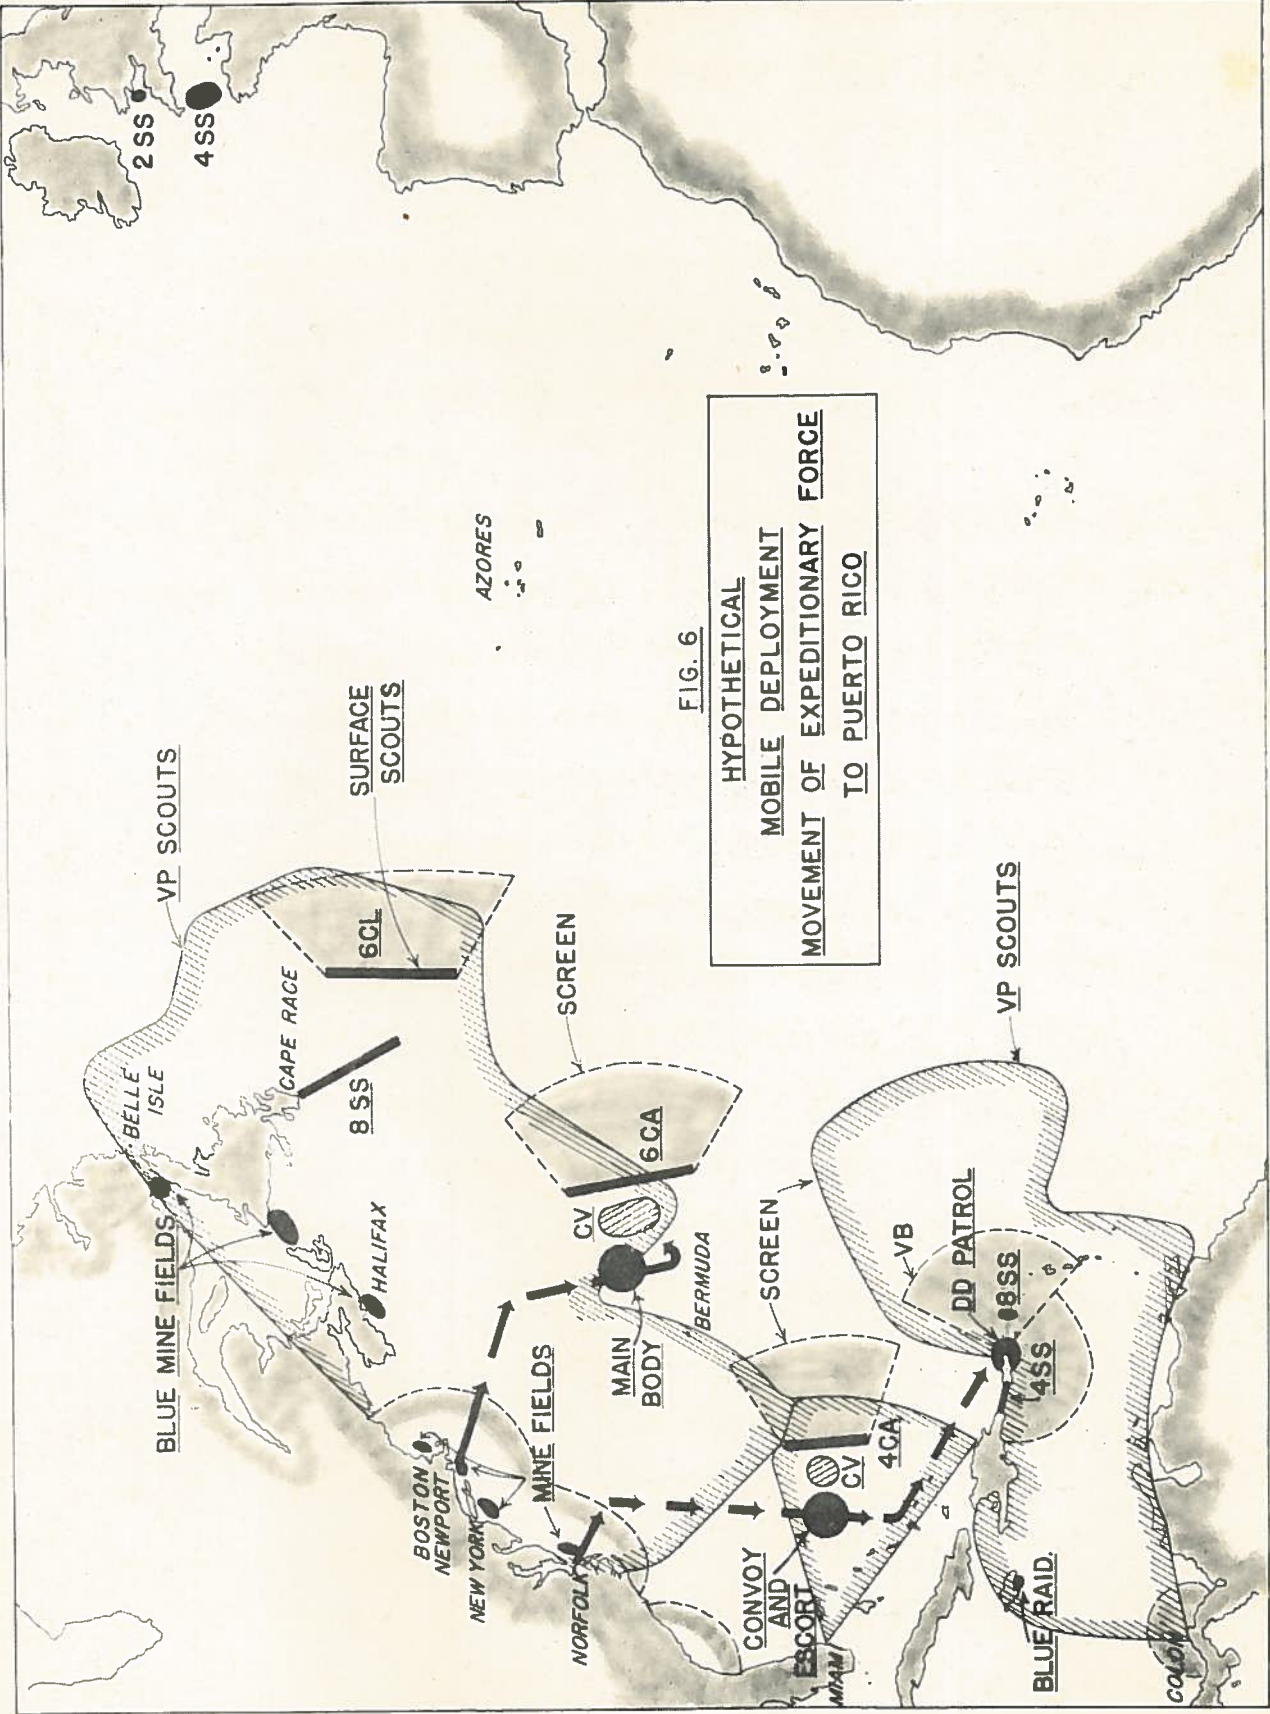 2 SS
4 SS
VP SCOUTS
SURFACE
SCOUTS
AZORES
BELLE
ISLE
CAPE RACE
6CL
8 SS
SCREEN
BLUE MINE FIELDS
HALIFAX
6CA
CV
MAIN
BODY
BERMUDA
BOSTON
NEWPORT
NEW YORK
MINE FIELDS
NORFOLK
SCREEN
CONVOY
AND
ESCORT
CV
4CA
MIAMI
VB
DD PATROL
8SS
4SS
VP SCOUTS
BLUE RAID.
COLON
FIG. 6
HYPOTHETICAL
MOBILE DEPLOYMENT
MOVEMENT OF EXPEDITIONARY FORCE
TO PUERTO RICO